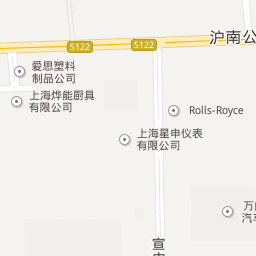 沪南公
S122
S122
爱思塑料
制品公司
上海烨能厨具
有限公司
Rolls-Royce
上海星申仪表
有限公司
万
汽车
宣